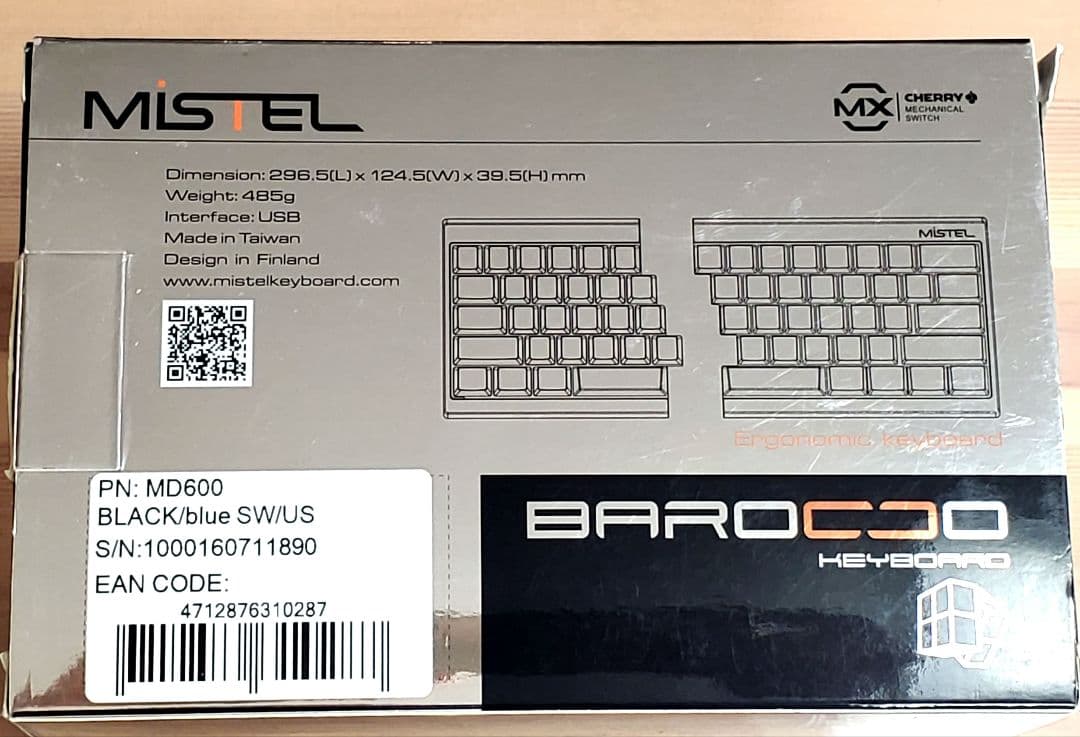 MiSTEL
MX CHERRY
MECHANICAL
SWITCH
Dimension: 296.5(L) x 124.5(W) x 39.5(H) mm
Weight: 485g
Interface: USB
Made in Taiwan
Design in Finland
www.mistelkeyboard.com
MiSTEL
Ergonomic keyboard
PN: MD600
BLACK/blue SW/US
S/N:1000160711890
EAN CODE:
4712876310287
BAROCCO
KEYBOARD